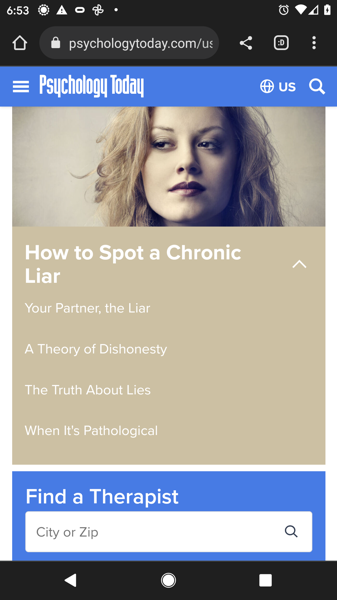 6:53
psychologytoday.com/us
:D
Psychology Today
US
How to Spot a Chronic
Liar
Your Partner, the Liar
A Theory of Dishonesty
The Truth About Lies
When It's Pathological
Find a Therapist
City or Zip